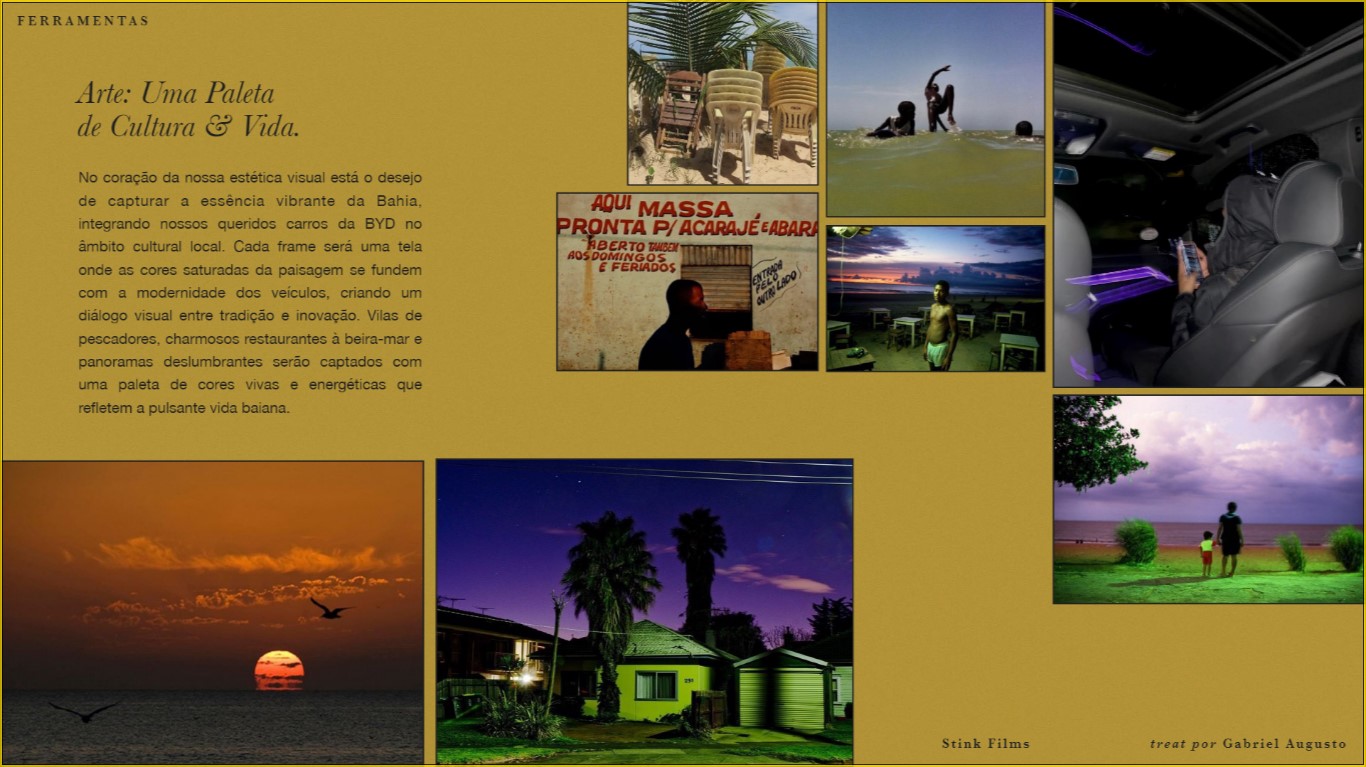 FERRAMENTAS
Arte: Uma Paleta
de Cultura & Vida.
No coração da nossa estética visual está o desejo
de capturar a essência vibrante da Bahia,
integrando nossos queridos carros da BYD no
âmbito cultural local. Cada frame será uma tela
onde as cores saturadas da paisagem se fundem
com a modernidade dos veículos, criando um
diálogo visual entre tradição e inovação. Vilas de
pescadores, charmosos restaurantes à beira-mar e
panoramas deslumbrantes serão captados com
uma paleta de cores vivas e energéticas que
refletem a pulsante vida baiana.
AQUI MASSA
PRONTA P/ ACARAJÉ E ABARA
ABERTO TAMBEM
AOS DOMINGOS
E FERIADOS
ENTRADA
PELO
OUTRO LADO
Stink Films
treat por Gabriel Augusto